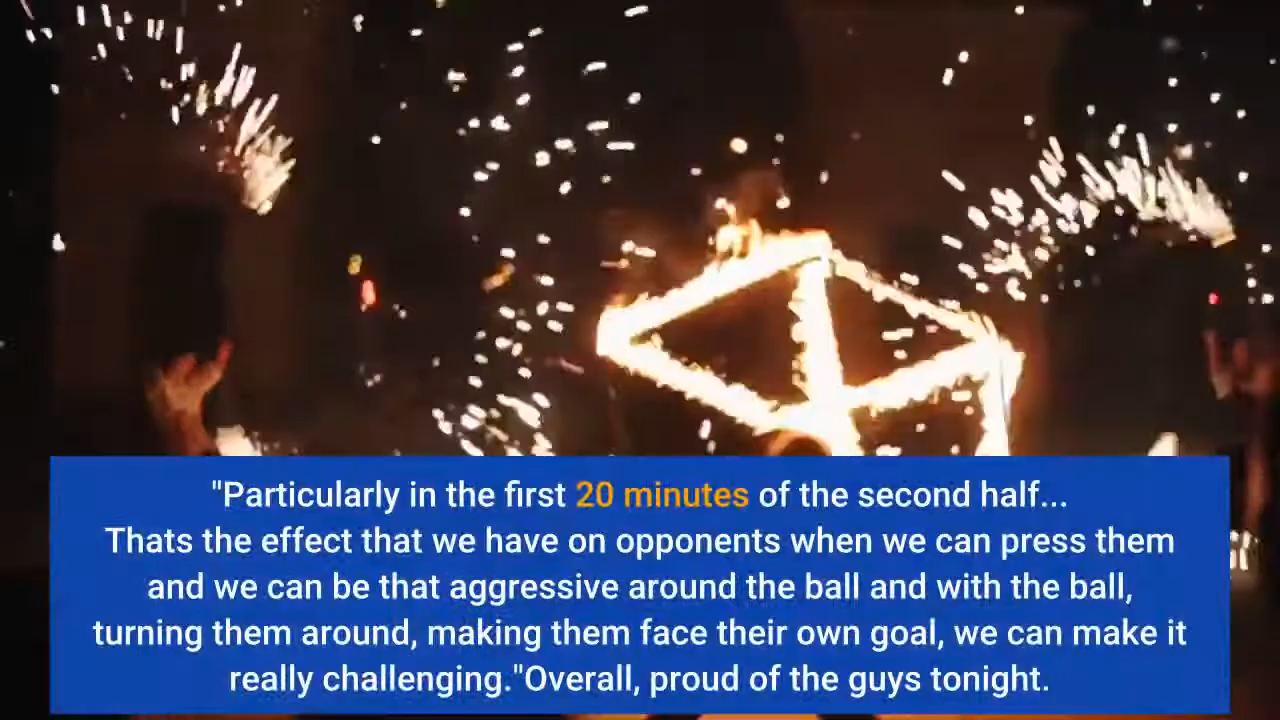 "Particularly in the first 20 minutes of the second half...
Thats the effect that we have on opponents when we can press them
and we can be that aggressive around the ball and with the ball,
turning them around, making them face their own goal, we can make it
really challenging."Overall, proud of the guys tonight.